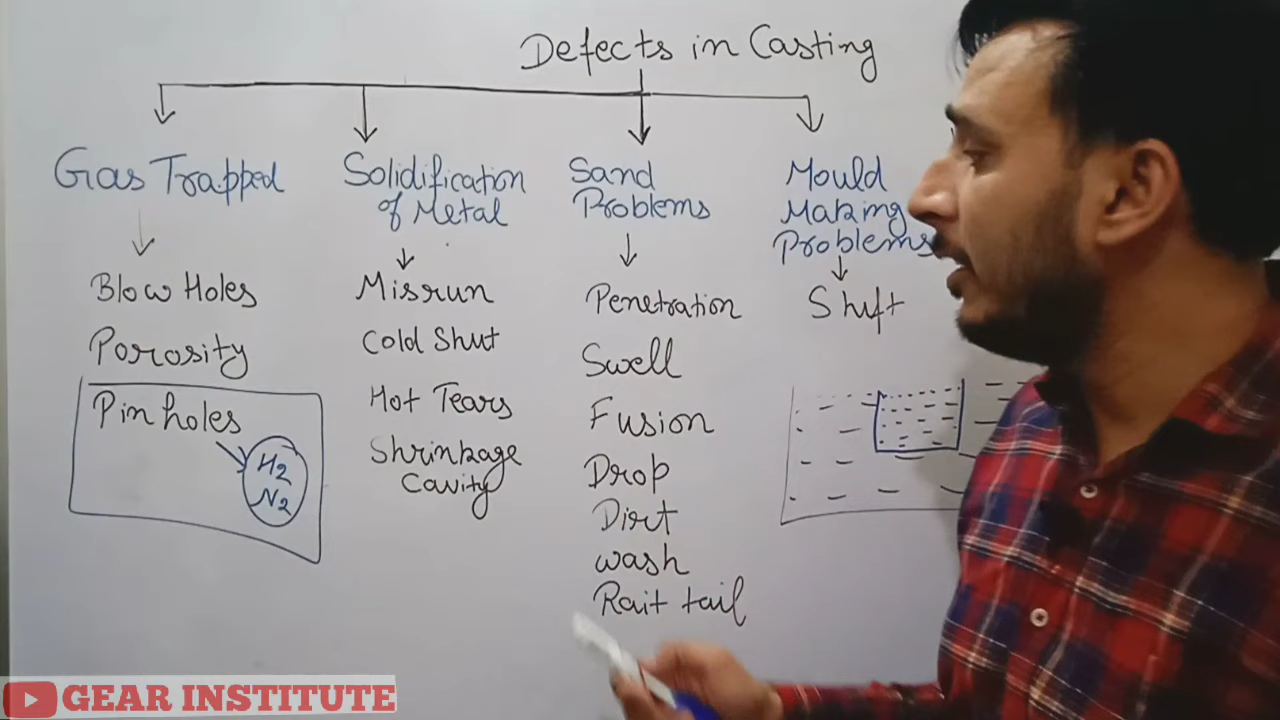 Defects in Casting
Gas Trapped
Blow Holes
Porosity
Pin holes
H2
N2
Solidification
of Metal
Misrun
Cold Shut
Hot Tears
Shrinkage
Cavity
Sand
Problems
Penetration
Swell
Fusion
Drop
Dirt
wash
Rait tail
Mould
Making
Problems
Shift
GEAR INSTITUTE